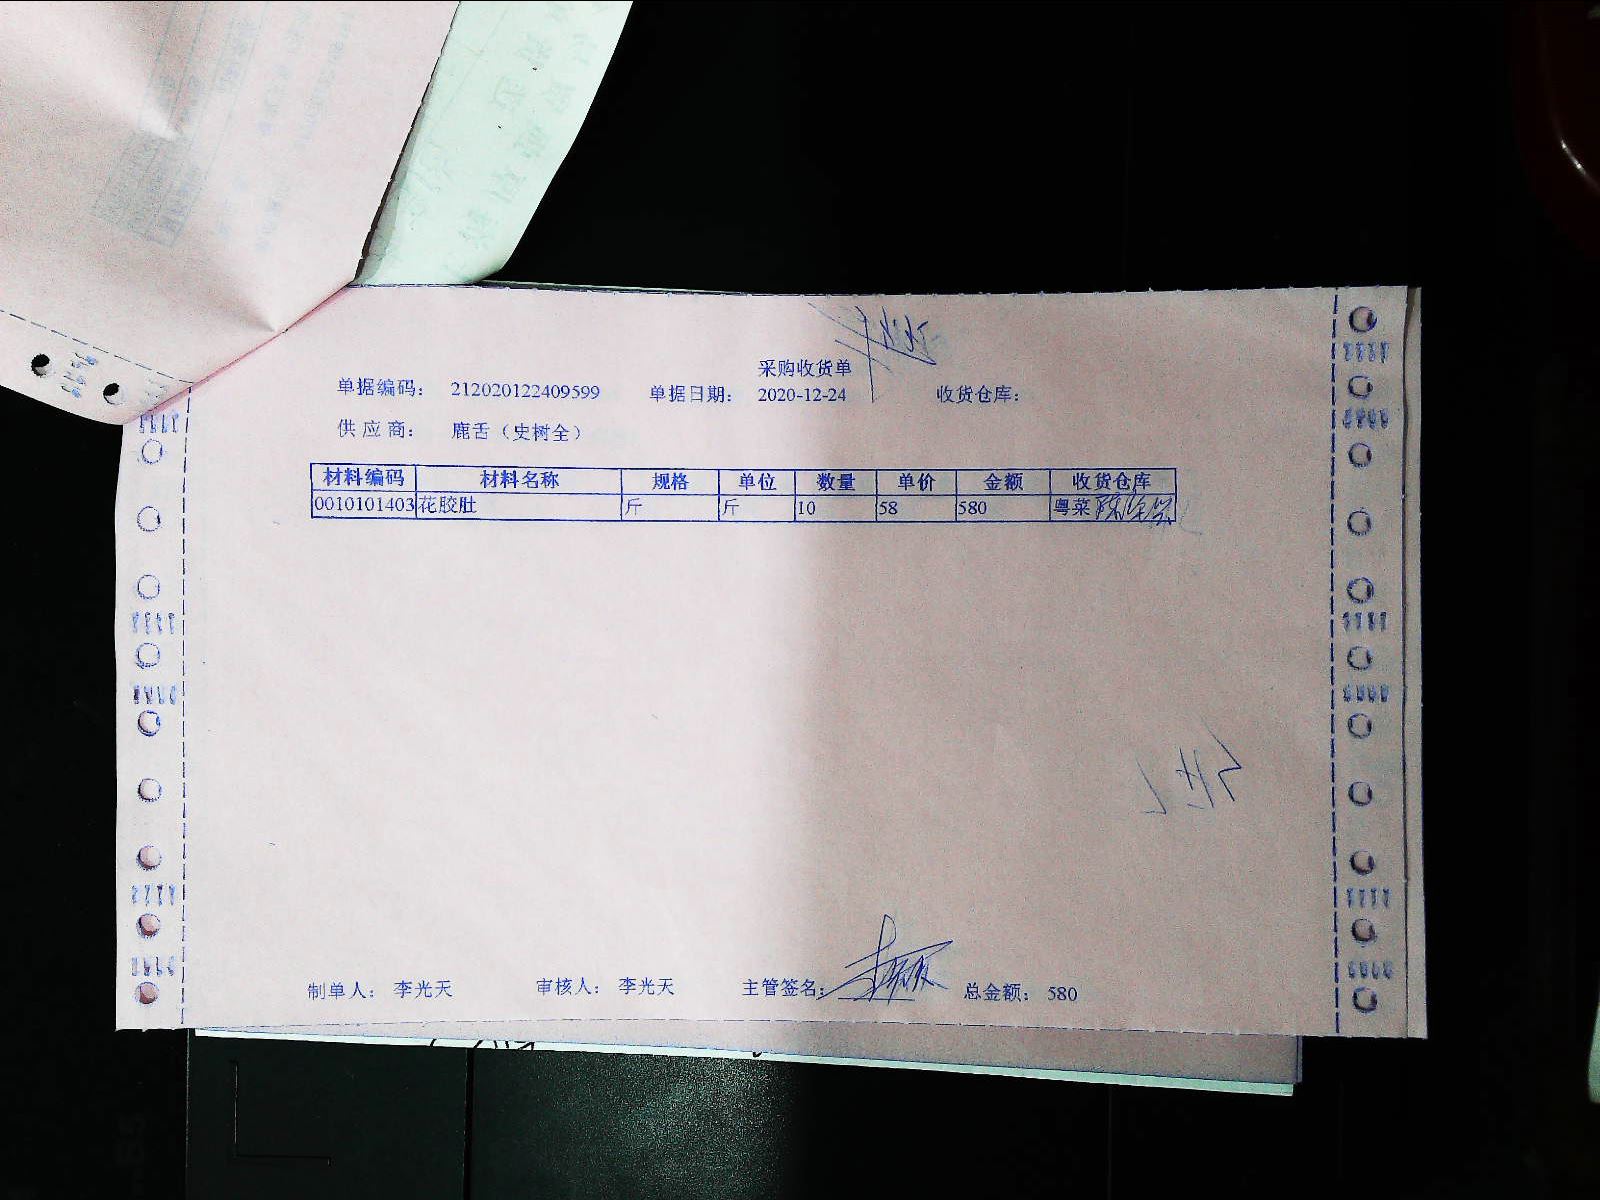 采购收货单
单据编码： 212020122409599 单据日期： 2020-12-24 收货仓库：
供应商： 鹿舌（史树全）
材料编码 材料名称 规格 单位 数量 单价 金额 收货仓库
0010101403 花胶肚 斤 斤 10 58 580 粤菜
制单人： 李光天 审核人： 李光天 主管签名： 总金额： 580